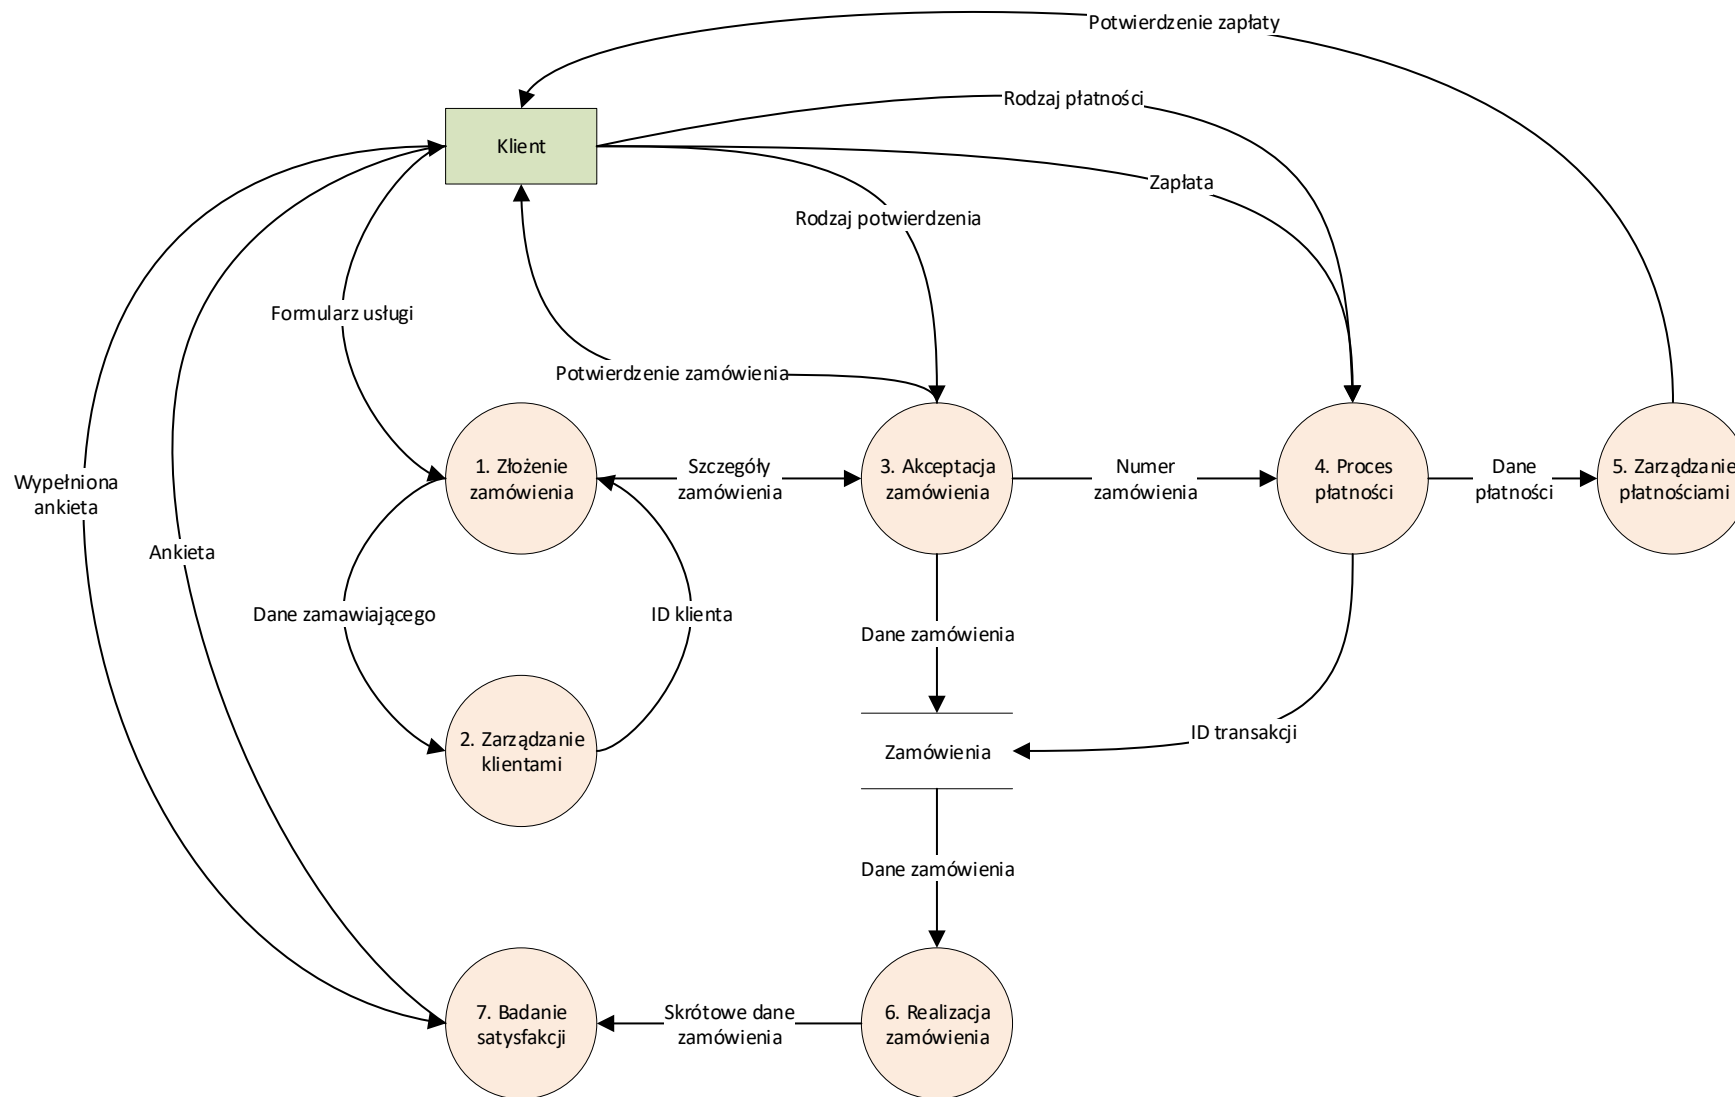 Potwierdzenie zapłaty
Rodzaj płatności
Klient
Zapłata
Rodzaj potwierdzenia
Formularz usługi
Potwierdzenie zamówienia
1. Złożenie
zamówienia
Szczegóły
zamówienia
3. Akceptacja
zamówienia
Numer
zamówienia
4. Proces
płatności
Dane
płatności
5. Zarządzanie
płatnościami
Wypełniona
ankieta
Ankieta
Dane zamawiającego
ID klienta
Dane zamówienia
2. Zarządzanie
klientami
Zamówienia
ID transakcji
Dane zamówienia
7. Badanie
satysfakcji
Skrótowe dane
zamówienia
6. Realizacja
zamówienia